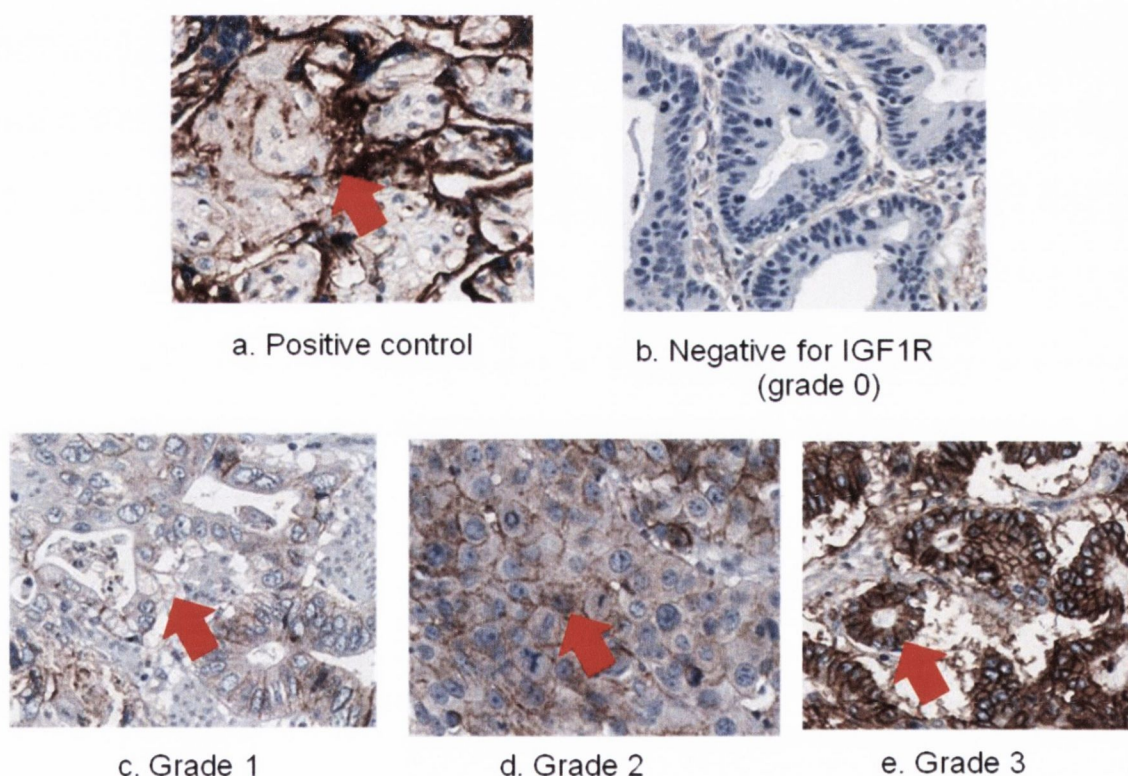 a. Positive control
b. Negative for IGF1R
(grade 0)
c. Grade 1
d. Grade 2
e. Grade 3